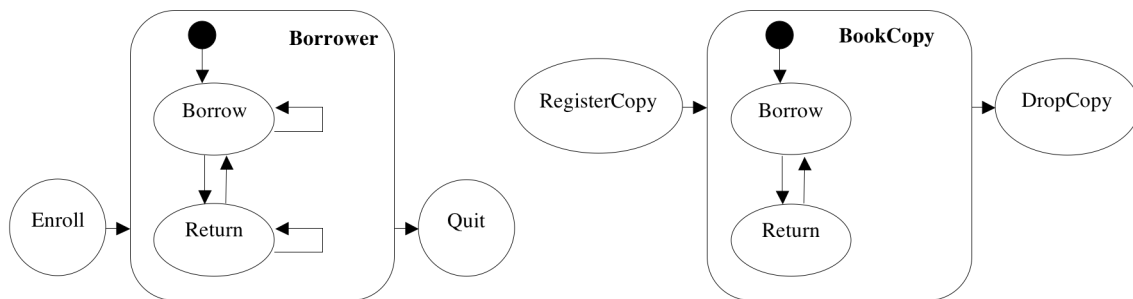 Borrower
Borrow
Return
Enroll
Quit
BookCopy
RegisterCopy
Borrow
Return
DropCopy